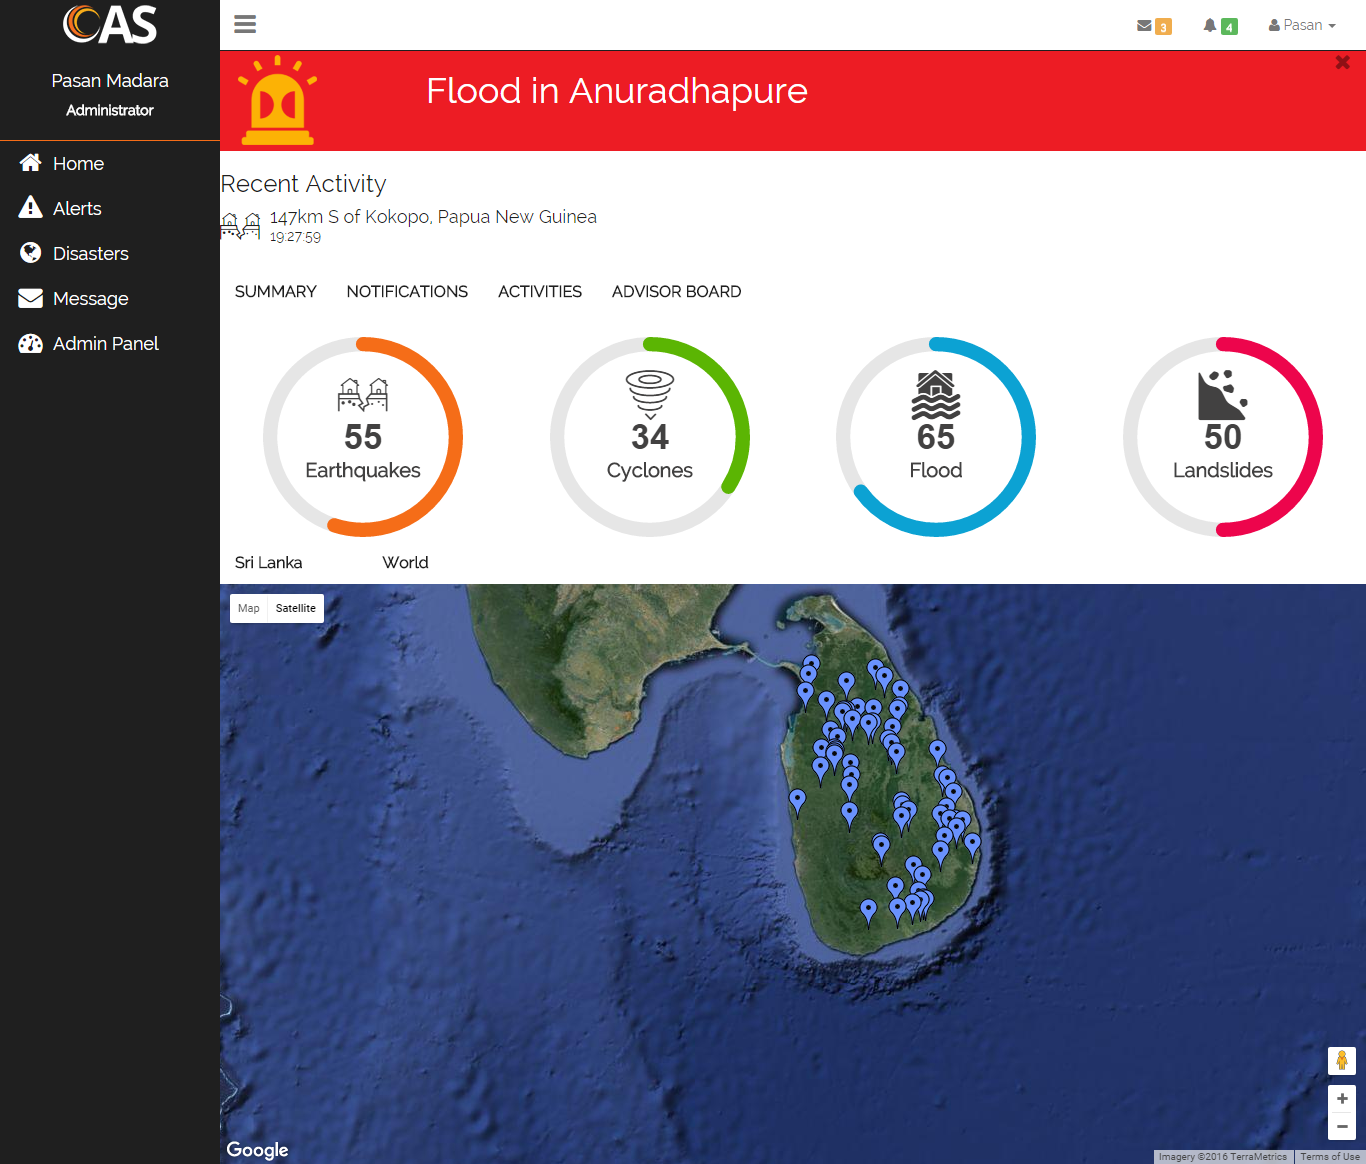 CAS
Pasan Madara
Administrator
Home
Alerts
Disasters
Message
Admin Panel
3
4
Pasan
Flood in Anuradhapure
Recent Activity
147km S of Kokopo, Papua New Guinea
19:27:59
SUMMARY NOTIFICATIONS ACTIVITIES ADVISOR BOARD
55
Earthquakes
34
Cyclones
65
Flood
50
Landslides
Sri Lanka World
Map Satellite
Google
Imagery ©2016 TerraMetrics Terms of Use